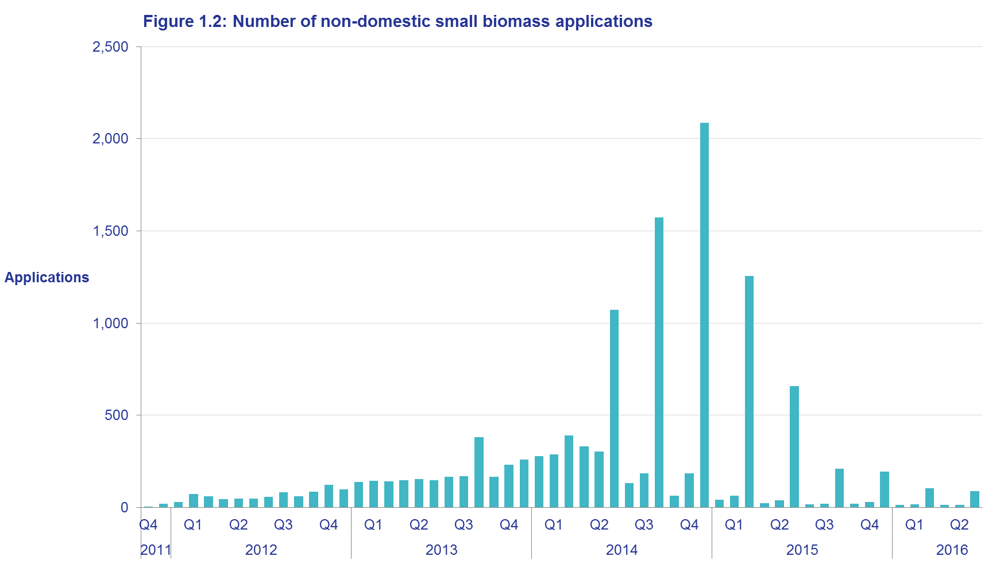 Figure 1.2: Number of non-domestic small biomass applications
2,500
2,000
1,500
Applications
1,000
500
0
Q4 Q1 Q2 Q3 Q4 Q1 Q2 Q3 Q4 Q1 Q2 Q3 Q4 Q1 Q2 Q3 Q4 Q1 Q2
2011 2012 2013 2014 2015 2016